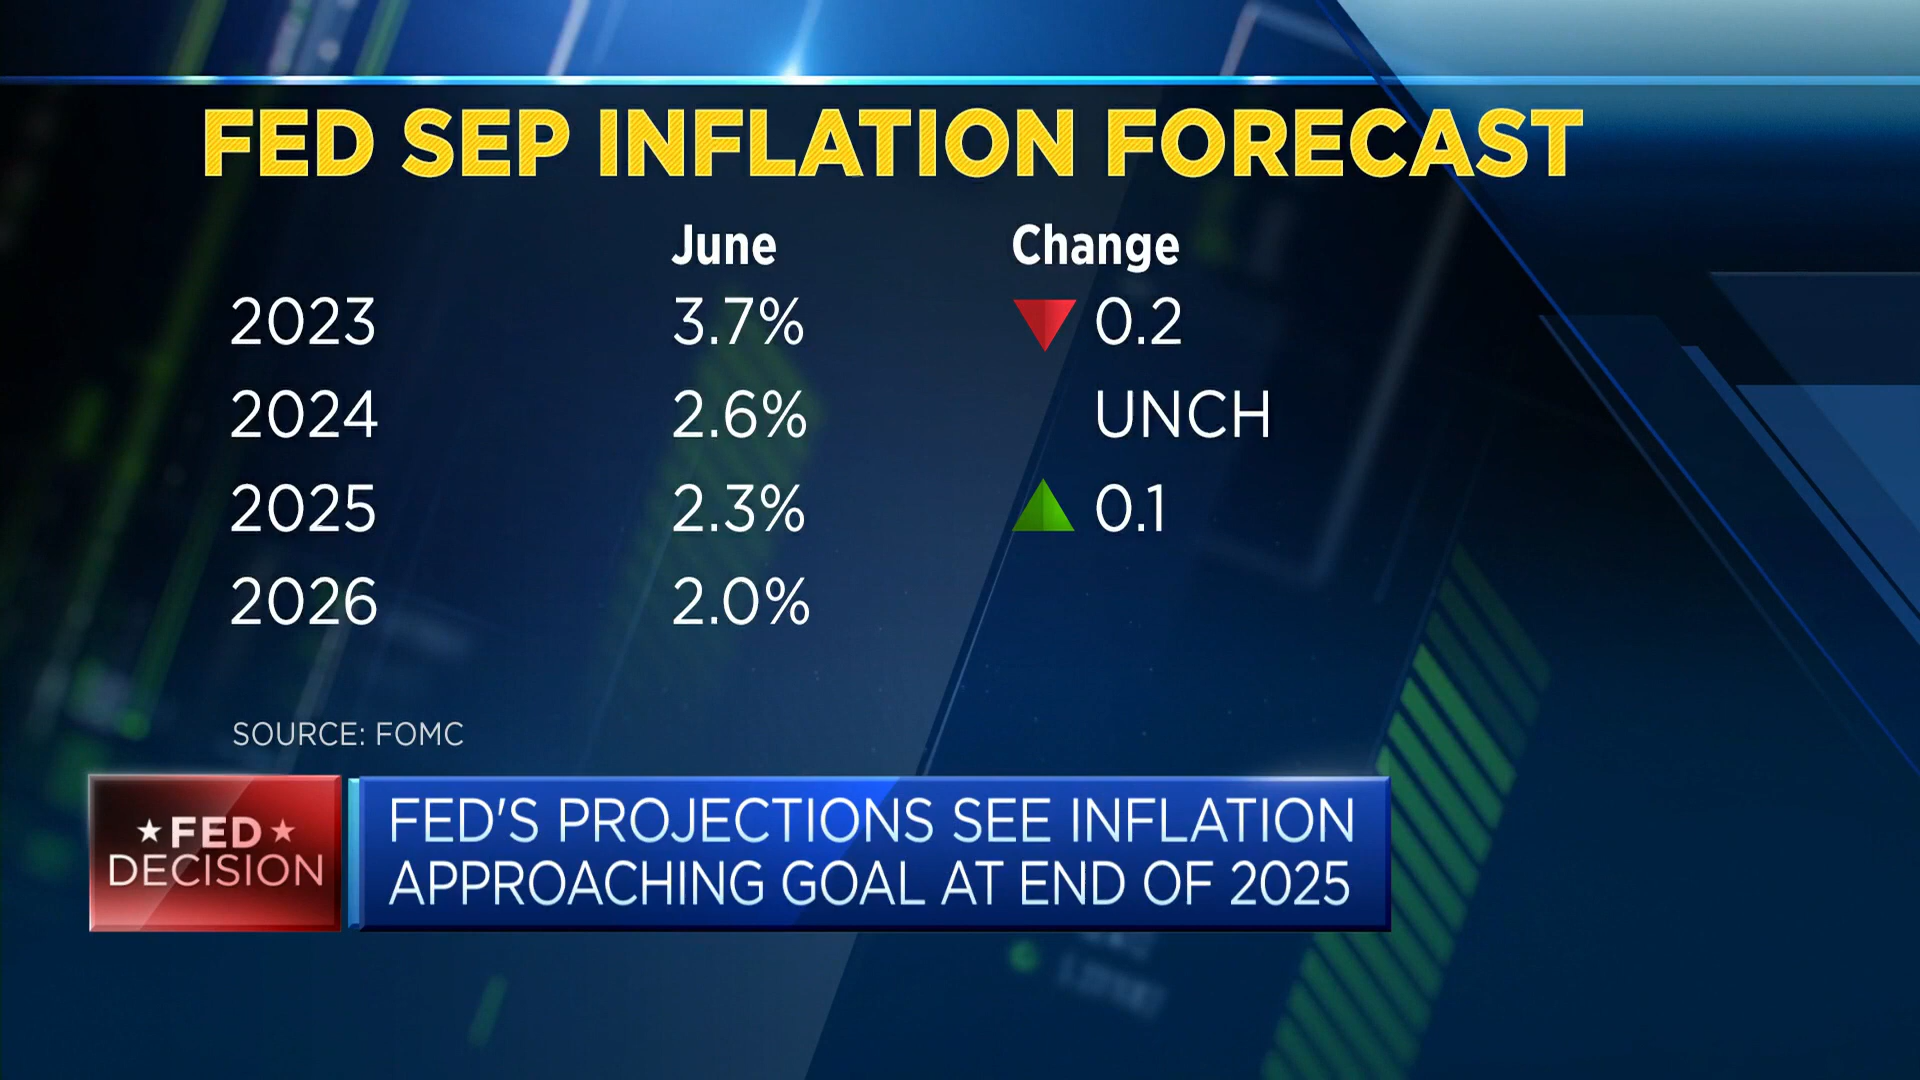 FED SEP INFLATION FORECAST
June Change
2023 3.7% 0.2
2024 2.6% UNCH
2025 2.3% 0.1
2026 2.0%
SOURCE: FOMC
FED
DECISION
FED'S PROJECTIONS SEE INFLATION
APPROACHING GOAL AT END OF 2025